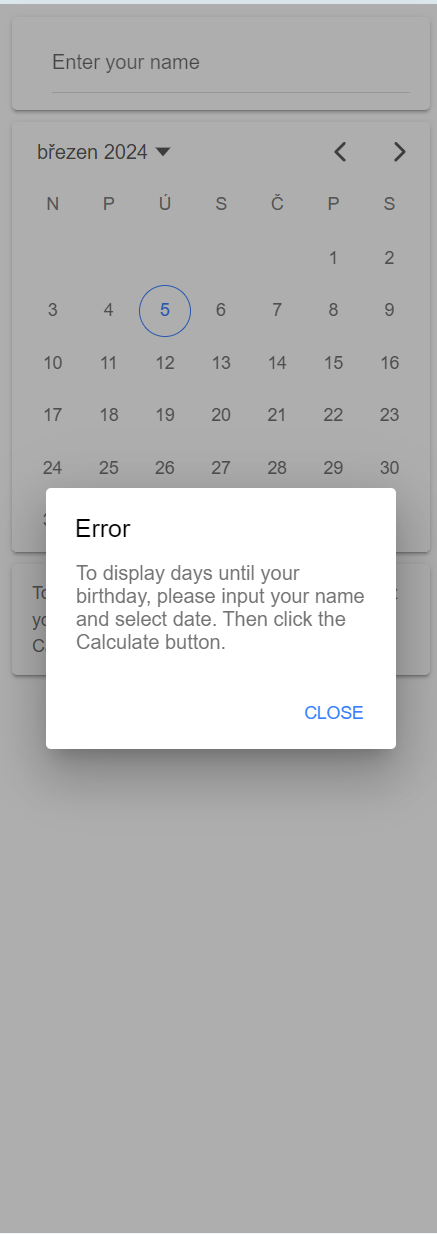 Enter your name
březen 2024
N P Ú S Č P S
1 2
3 4 5 6 7 8 9
10 11 12 13 14 15 16
17 18 19 20 21 22 23
24 25 26 27 28 29 30
Error
To display days until your
birthday, please input your name
and select date. Then click the
Calculate button.
CLOSE